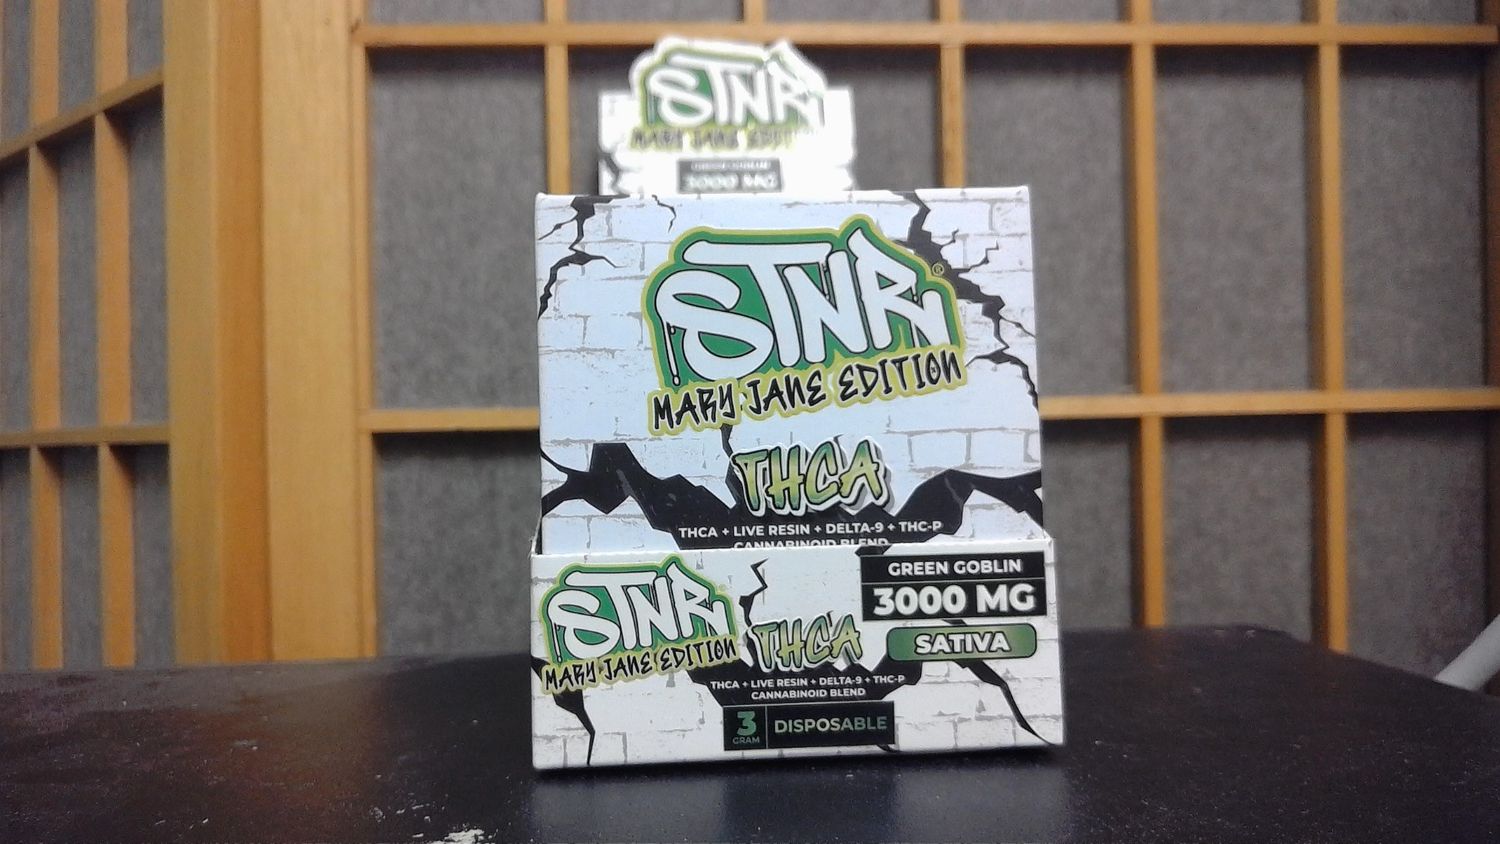 STNR
MARY JANE EDIT
3000 MG
STNR®
MARY JANE EDITION
THCA
THCA + LIVE RESIN + DELTA-9 + THC-P
CANNABINOID BLEND
STNR
MARY JANE EDITION
THCA
THCA + LIVE RESIN + DELTA-9 + THC-P
CANNABINOID BLEND
3 GRAM
DISPOSABLE
GREEN GOBLIN
3000 MG
SATIVA